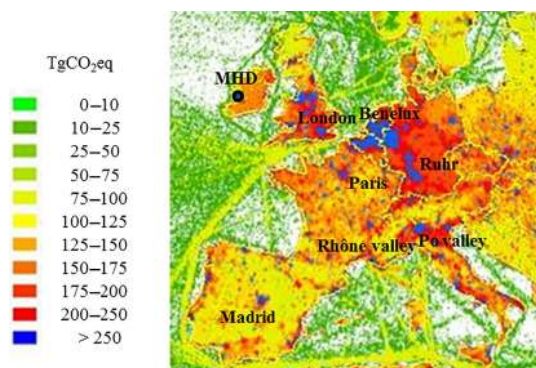 TgCO₂eq
0–10
10–25
25–50
50–75
75–100
100–125
125–150
150–175
175–200
200–250
> 250
MHD
London
Benelux
Ruhr
Paris
Rhône valley
Po valley
Madrid